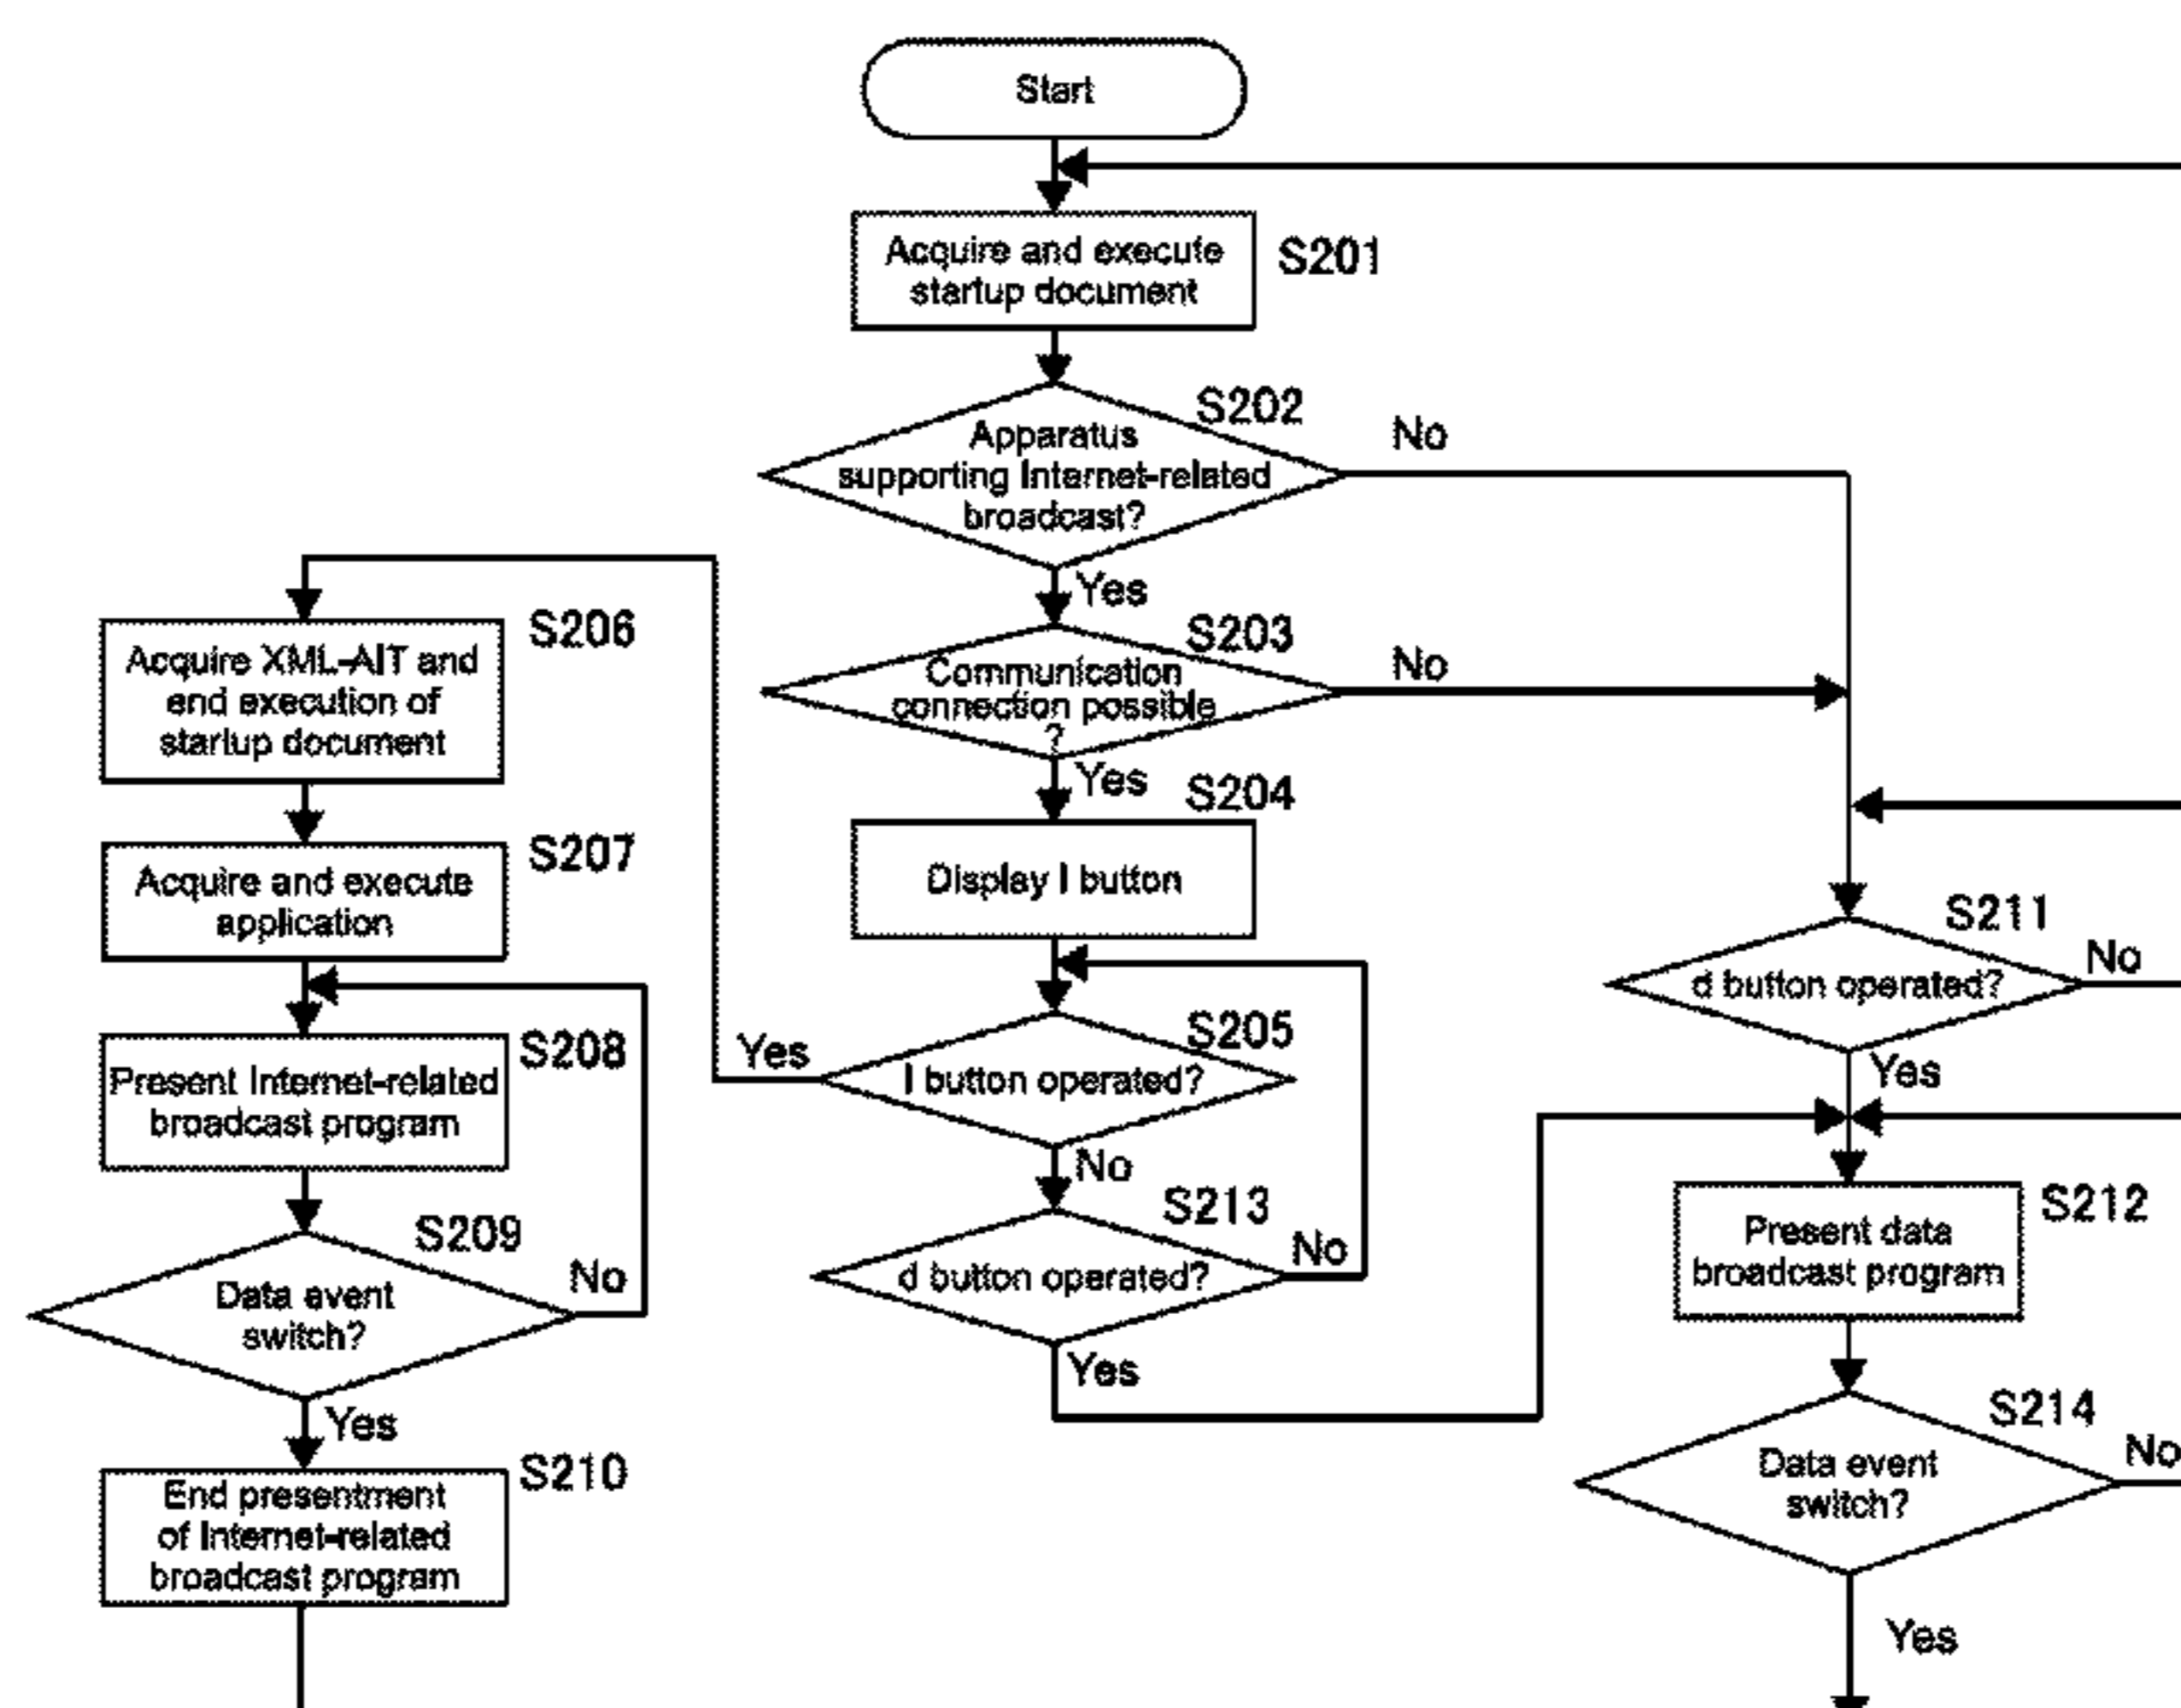 Start
Acquire and execute
startup document
S201
S202
Apparatus
supporting Internet-related
broadcast?
No
Yes
S203
Communication
connection possible
?
No
Yes
S204
Display I button
S205
I button operated?
Yes
No
S213
d button operated?
No
Yes
S206
Acquire XML-AIT and
end execution of
startup document
S207
Acquire and execute
application
S208
Present Internet-related
broadcast program
S209
Data event
switch?
No
Yes
S210
End presentment
of Internet-related
broadcast program
S211
d button operated?
No
Yes
S212
Present data
broadcast program
S214
Data event
switch?
No
Yes